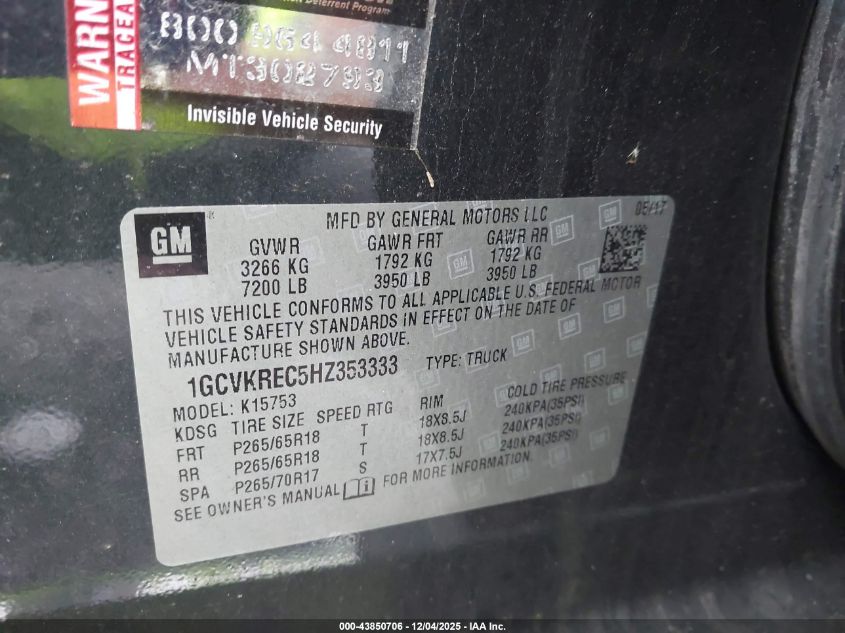 WARN
TRACEA
Deterrent Program
800 964 4811
MT308793
Invisible Vehicle Security
GM
MFD BY GENERAL MOTORS LLC
05/17
GVWR GAWR FRT GAWR RR
3266 KG 1792 KG 1792 KG
7200 LB 3950 LB 3950 LB
THIS VEHICLE CONFORMS TO ALL APPLICABLE U.S. FEDERAL MOTOR
VEHICLE SAFETY STANDARDS IN EFFECT ON THE DATE OF
MANUFACTURE SHOWN ABOVE.
1GCVKREC5HZ353333 TYPE: TRUCK
MODEL: K15753
KDSG TIRE SIZE SPEED RTG RIM COLD TIRE PRESSURE
FRT P265/65R18 T 18X8.5J 240KPA(35PSI)
RR P265/65R18 T 18X8.5J 240KPA(35PSI)
SPA P265/70R17 S 17X7.5J 240KPA(35PSI)
SEE OWNER'S MANUAL FOR MORE INFORMATION.
000-43850706 - 12/04/2025 - IAA Inc.